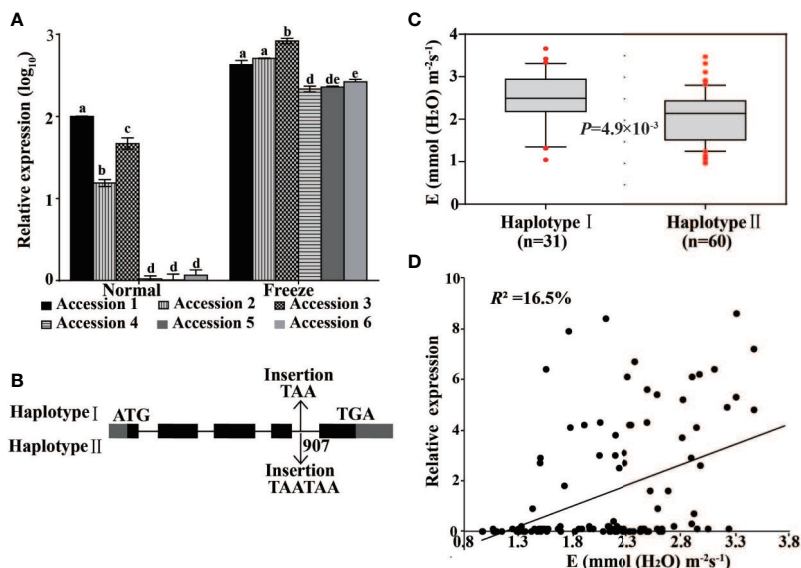 A
Relative expression (log10)
3
2
1
0
a
b
c
d
d
d
a
a
b
d
de
e
Normal
Freeze
Accession 1
Accession 2
Accession 3
Accession 4
Accession 5
Accession 6
B
Insertion
TAA
Haplotype I
ATG
TGA
Haplotype II
907
Insertion
TAATAA
C
E (mmol (H2O) m-2s-1)
4
3
2
1
0
P=4.9×10-3
Haplotype I
(n=31)
Haplotype II
(n=60)
D
Relative expression
10
8
6
4
2
0
R² =16.5%
0.8
1.3
1.8
2.3
2.8
3.3
3.8
E (mmol (H2O) m-2s-1)